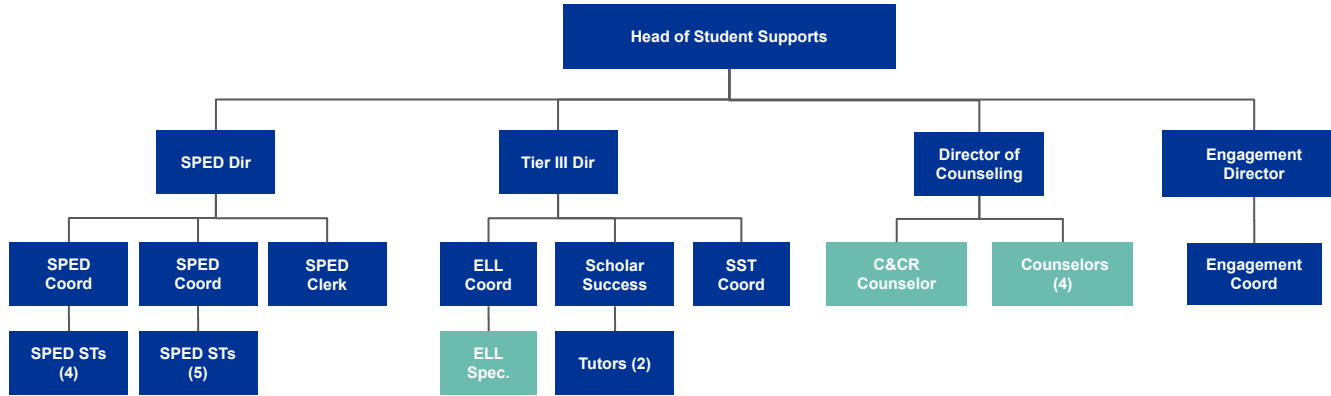 Head of Student Supports
SPED Dir
Tier III Dir
Director of
Counseling
Engagement
Director
SPED
Coord
SPED
Coord
SPED
Clerk
ELL
Coord
Scholar
Success
SST
Coord
C&CR
Counselor
Counselors
(4)
Engagement
Coord
SPED STs
(4)
SPED STs
(5)
ELL
Spec.
Tutors (2)